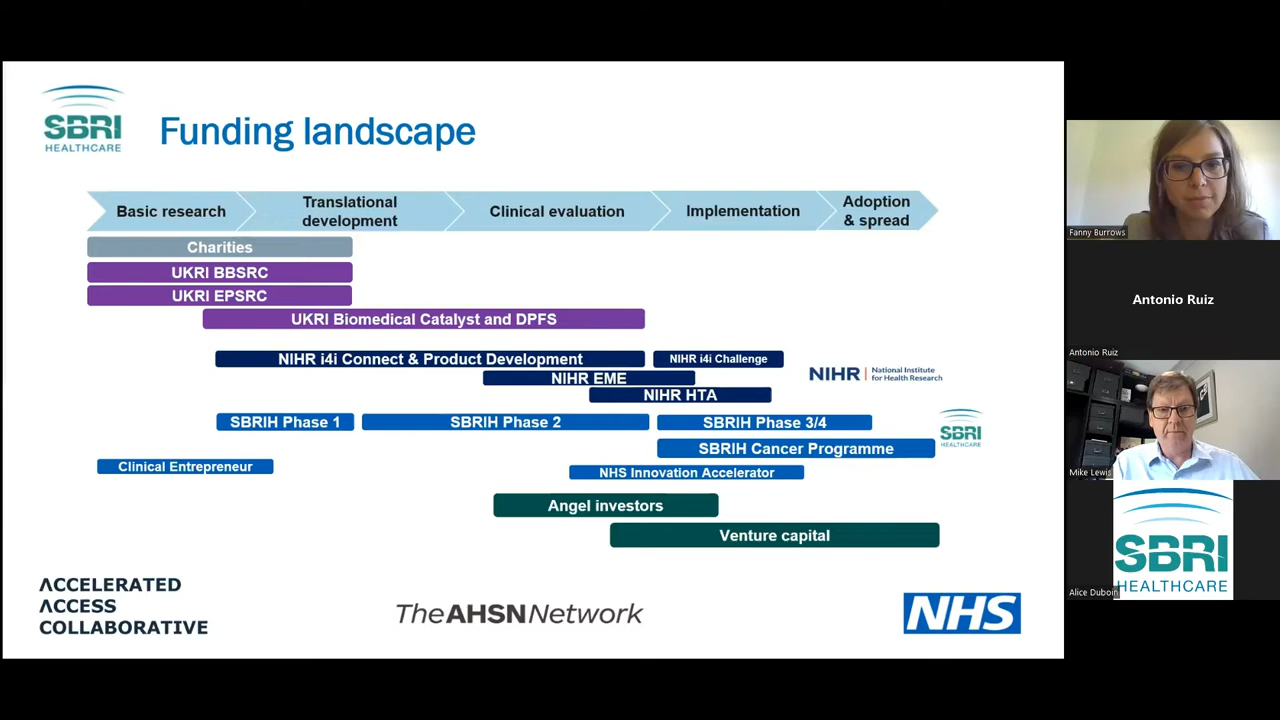 SBRI
HEALTHCARE
Funding landscape
Basic research
Translational
development
Clinical evaluation
Implementation
Adoption
& spread
Charities
UKRI BBSRC
UKRI EPSRC
UKRI Biomedical Catalyst and DPFS
NIHR i4i Connect & Product Development
NIHR i4i Challenge
NIHR EME
NIHR HTA
NIHR | National Institute
for Health Research
SBRIH Phase 1
SBRIH Phase 2
SBRIH Phase 3/4
SBRI
HEALTHCARE
SBRIH Cancer Programme
Clinical Entrepreneur
NHS Innovation Accelerator
Angel investors
Venture capital
ACCELERATED
ACCESS
COLLABORATIVE
TheAHSNNetwork
NHS
Fanny Burrows
Antonio Ruiz
Antonio Ruiz
Mike Lewis
SBRI
HEALTHCARE
Alice Duboin